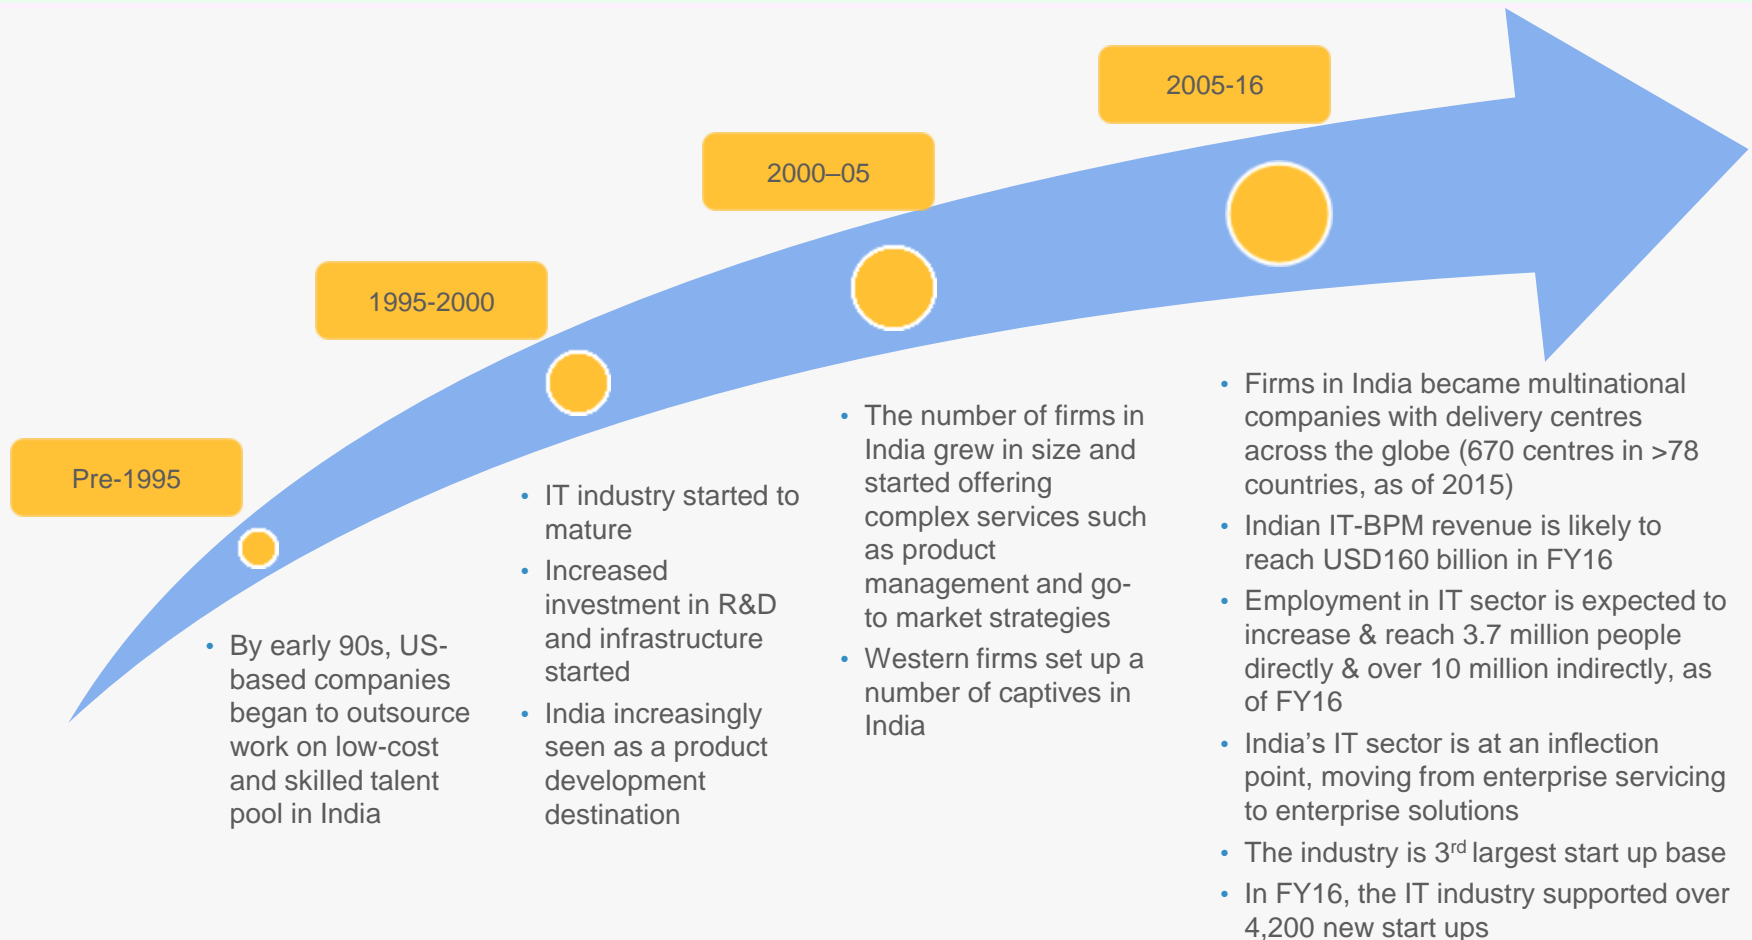 Pre-1995
• By early 90s, US-
based companies
began to outsource
work on low-cost
and skilled talent
pool in India
1995-2000
• IT industry started to
mature
• Increased
investment in R&D
and infrastructure
started
• India increasingly
seen as a product
development
destination
2000–05
• The number of firms in
India grew in size and
started offering
complex services such
as product
management and go-
to market strategies
• Western firms set up a
number of captives in
India
2005-16
• Firms in India became multinational
companies with delivery centres
across the globe (670 centres in >78
countries, as of 2015)
• Indian IT-BPM revenue is likely to
reach USD160 billion in FY16
• Employment in IT sector is expected to
increase & reach 3.7 million people
directly & over 10 million indirectly, as
of FY16
• India’s IT sector is at an inflection
point, moving from enterprise servicing
to enterprise solutions
• The industry is 3rd largest start up base
• In FY16, the IT industry supported over
4,200 new start ups